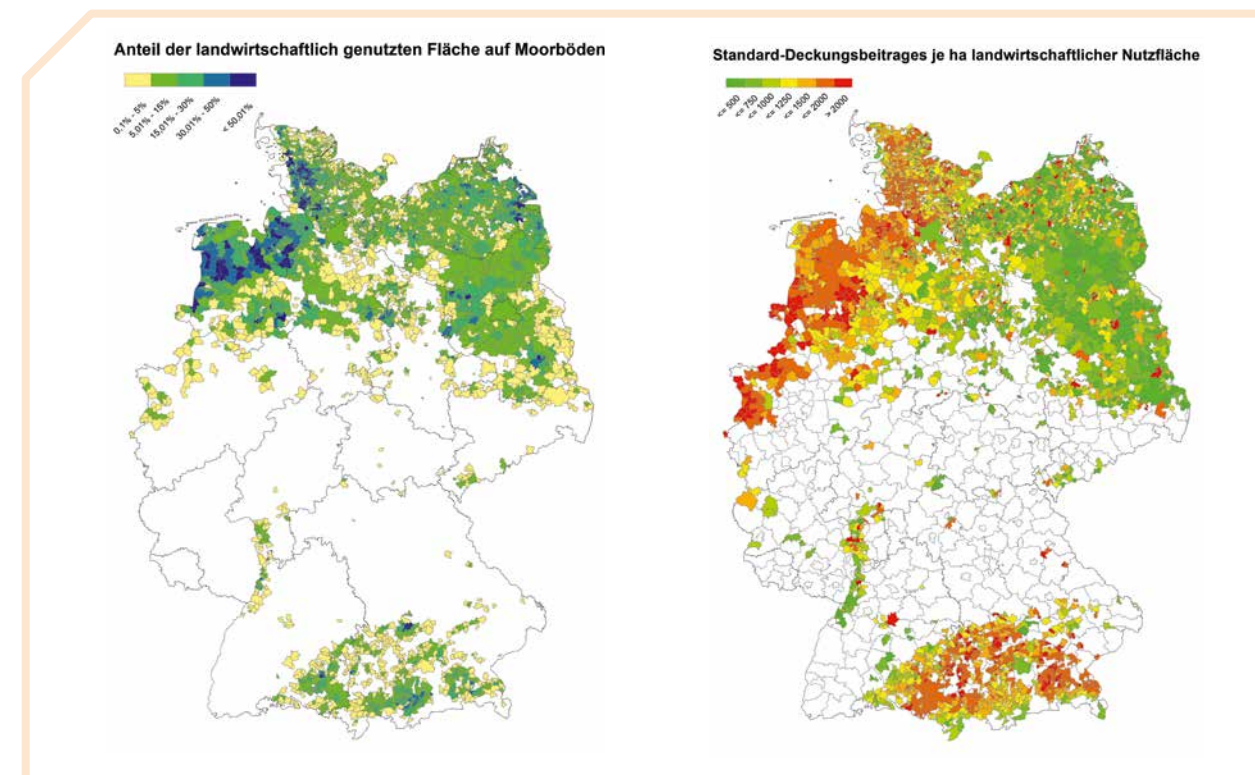 Anteil der landwirtschaftlich genutzten Fläche auf Moorböden
0,1% - 5%
5,01% - 15%
15,01% - 30%
30,01% - 50%
< 50,01%
Standard-Deckungsbeitrages je ha landwirtschaftlicher Nutzfläche
<= 500
<= 750
<= 1000
<= 1250
<= 1500
<= 2000
> 2000